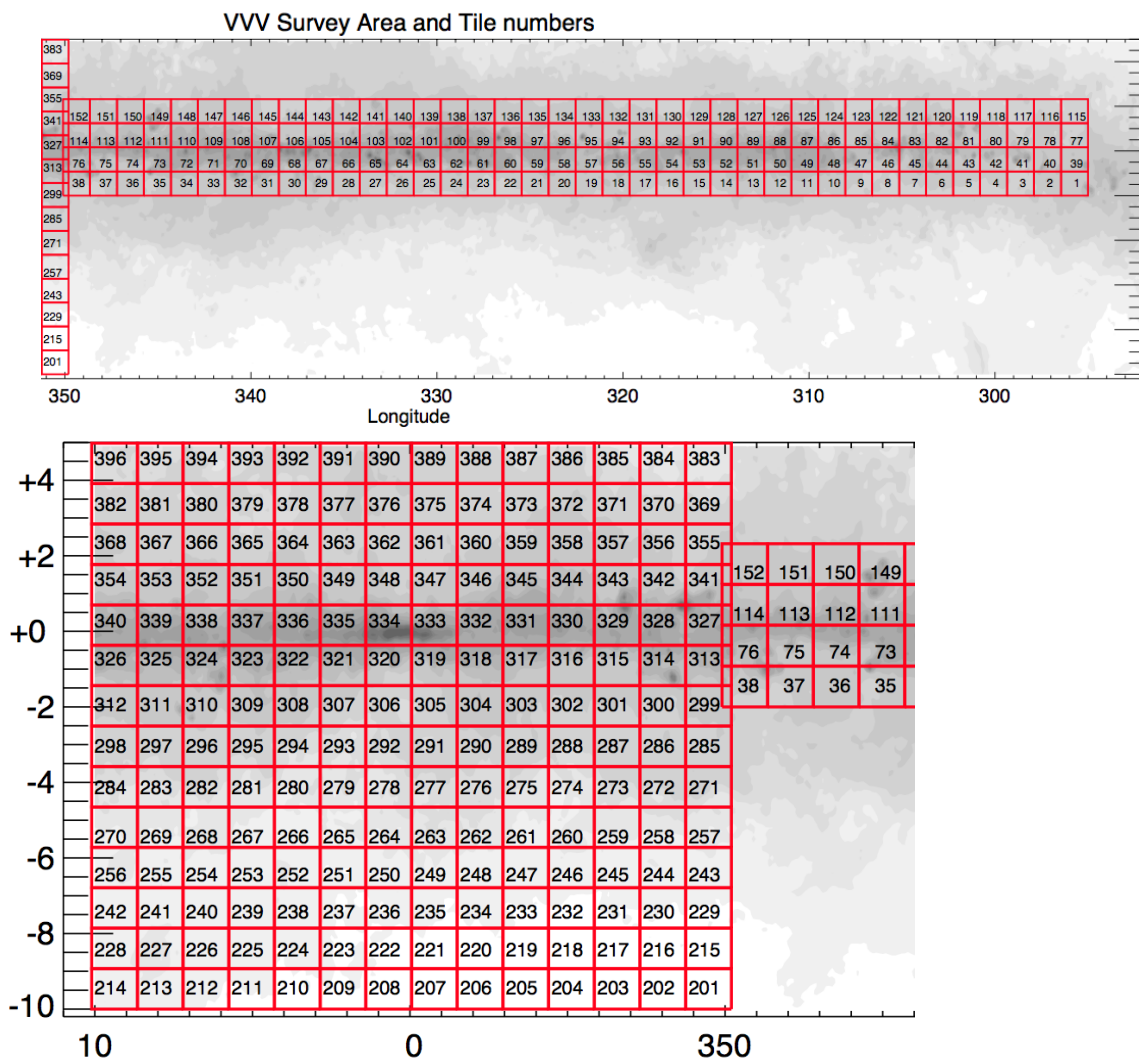 VVV Survey Area and Tile numbers
383
369
355
152 151 150 149 148 147 146 145 144 143 142 141 140 139 138 137 136 135 134 133 132 131 130 129 128 127 126 125 124 123 122 121 120 119 118 117 116 115
341
327 114 113 112 111 110 109 108 107 106 105 104 103 102 101 100 99 98 97 96 95 94 93 92 91 90 89 88 87 86 85 84 83 82 81 80 79 78 77
313 76 75 74 73 72 71 70 69 68 67 66 65 64 63 62 61 60 59 58 57 56 55 54 53 52 51 50 49 48 47 46 45 44 43 42 41 40 39
38 37 36 35 34 33 32 31 30 29 28 27 26 25 24 23 22 21 20 19 18 17 16 15 14 13 12 11 10 9 8 7 6 5 4 3 2 1
299
285
271
257
243
229
215
201
350 340 330 320 310 300
Longitude
396 395 394 393 392 391 390 389 388 387 386 385 384 383
+4
382 381 380 379 378 377 376 375 374 373 372 371 370 369
368 367 366 365 364 363 362 361 360 359 358 357 356 355
+2
354 353 352 351 350 349 348 347 346 345 344 343 342 341 152 151 150 149
340 339 338 337 336 335 334 333 332 331 330 329 328 327 114 113 112 111
+0
326 325 324 323 322 321 320 319 318 317 316 315 314 313 76 75 74 73
38 37 36 35
-2 312 311 310 309 308 307 306 305 304 303 302 301 300 299
298 297 296 295 294 293 292 291 290 289 288 287 286 285
-4 284 283 282 281 280 279 278 277 276 275 274 273 272 271
270 269 268 267 266 265 264 263 262 261 260 259 258 257
-6
256 255 254 253 252 251 250 249 248 247 246 245 244 243
242 241 240 239 238 237 236 235 234 233 232 231 230 229
-8
228 227 226 225 224 223 222 221 220 219 218 217 216 215
214 213 212 211 210 209 208 207 206 205 204 203 202 201
-10
10 0 350